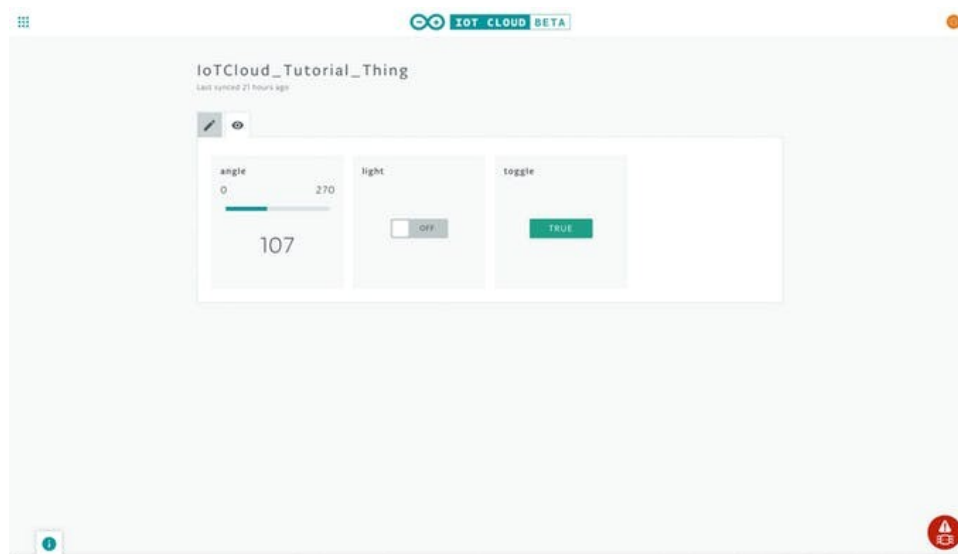 IOT CLOUD BETA
IoTCloud_Tutorial_Thing
Last synced 21 hours ago
angle
0 270
107
light
OFF
toggle
TRUE